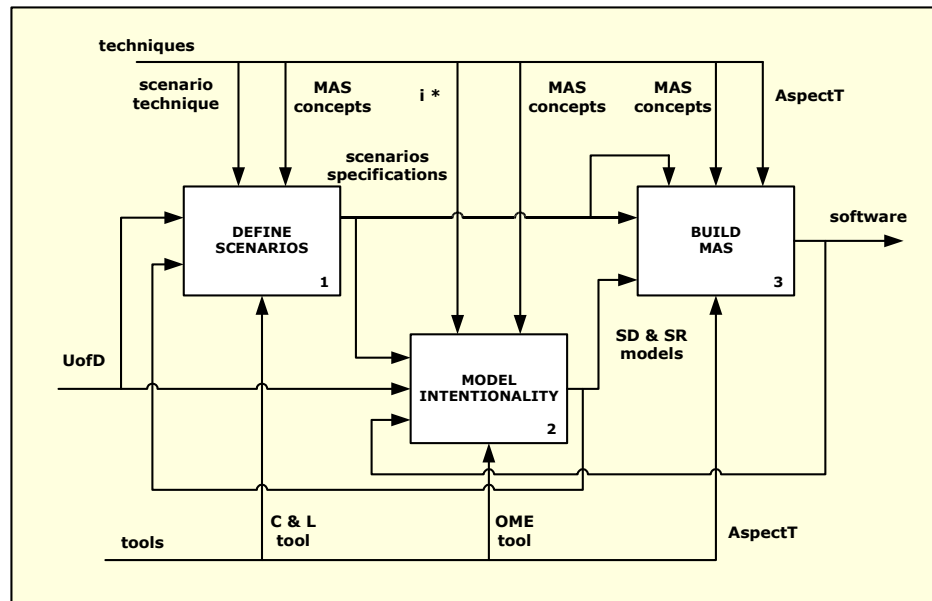 techniques
scenario
technique
MAS
concepts
i *
MAS
concepts
MAS
concepts
AspectT
scenarios
specifications
DEFINE
SCENARIOS
1
BUILD
MAS
3
software
UofD
MODEL
INTENTIONALITY
2
SD & SR
models
tools
C & L
tool
OME
tool
AspectT